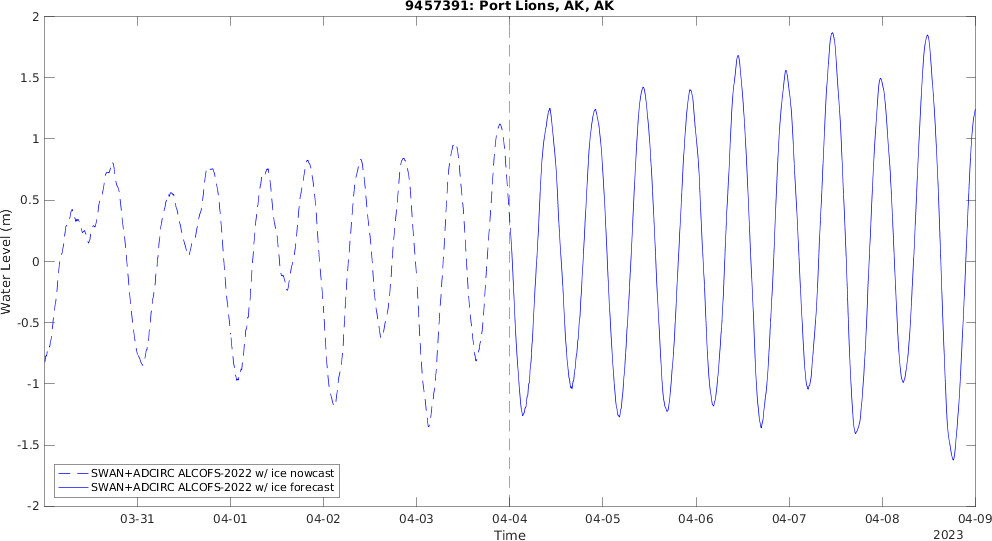 9457391: Port Lions, AK, AK
Water Level (m)
2
1.5
1
0.5
0
-0.5
-1
-1.5
-2
SWAN+ADCIRC ALCOFS-2022 w/ ice nowcast
SWAN+ADCIRC ALCOFS-2022 w/ ice forecast
03-31 04-01 04-02 04-03 04-04 04-05 04-06 04-07 04-08 04-09
Time
2023